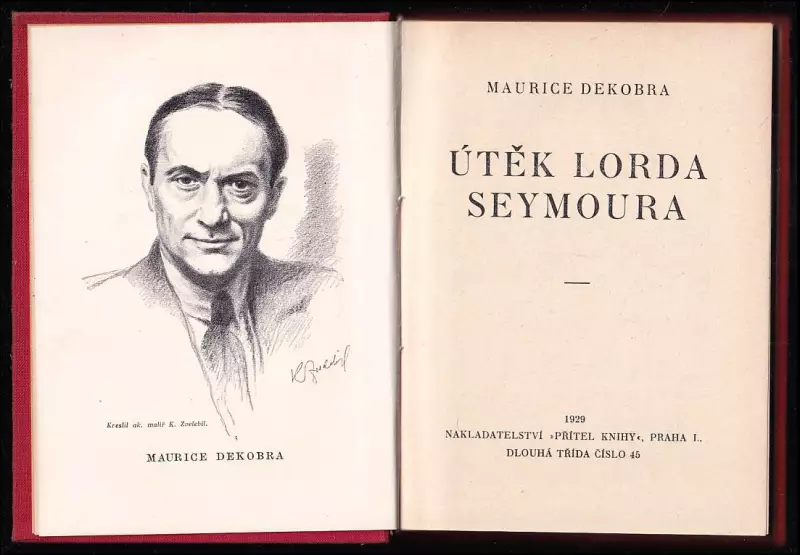 Kreslil ak. malíř K. Zvelebil.
MAURICE DEKOBRA
MAURICE DEKOBRA
ÚTĚK LORDA
SEYMOURA
1929
NAKLADATELSTVÍ ›PŘÍTEL KNIHY‹, PRAHA I.,
DLOUHÁ TŘÍDA ČÍSLO 45